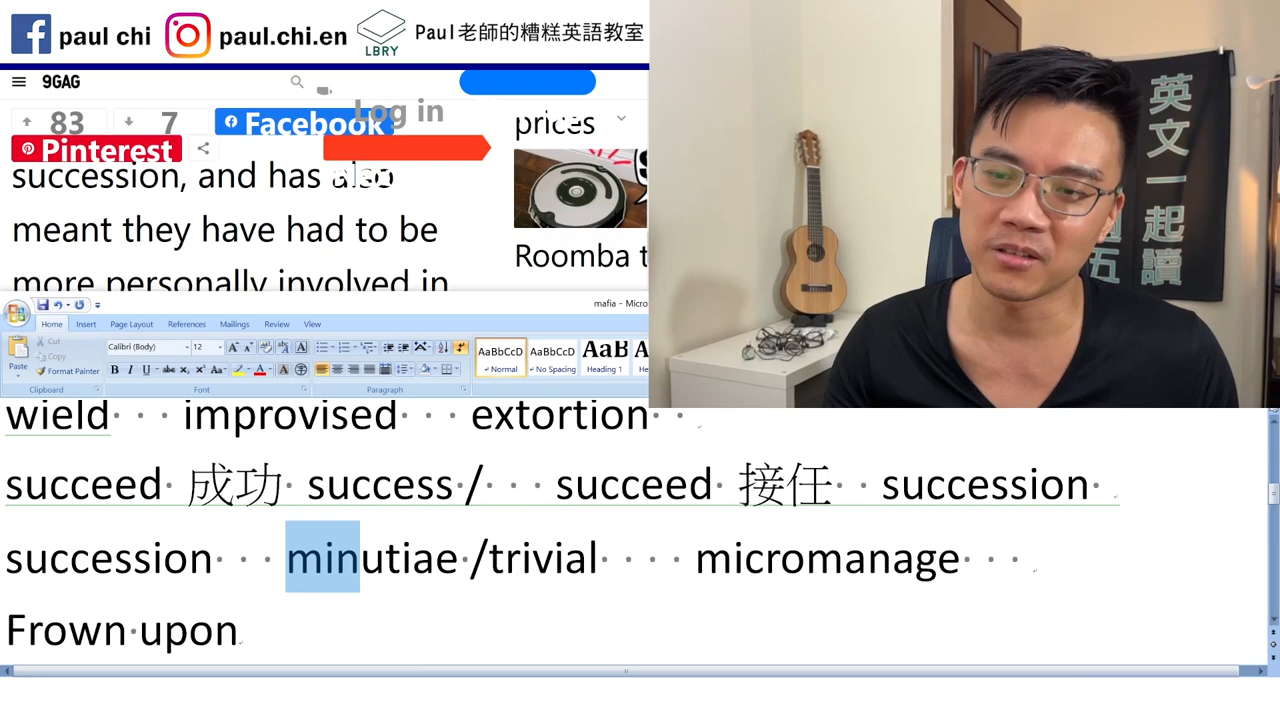 paul chi
paul.chi.en
LBRY
Paul老師的糟糕英語教室
9GAG
Log in
83
7
Facebook
Pinterest
succession, and has also
meant they have had to be
more personally involved in
prices
Roomba t
mafia - Micro
Home Insert Page Layout References Mailings Review View
Paste
Cut
Copy
Format Painter
Clipboard
Calibri (Body) 12
Font
Paragraph
AaBbCcD AaBbCcD AaBbC A
Normal No Spacing Heading 1
wield improvised extortion
succeed 成功 success / succeed 接任 succession
succession minutiae /trivial micromanage
Frown upon
英文一起讀
五